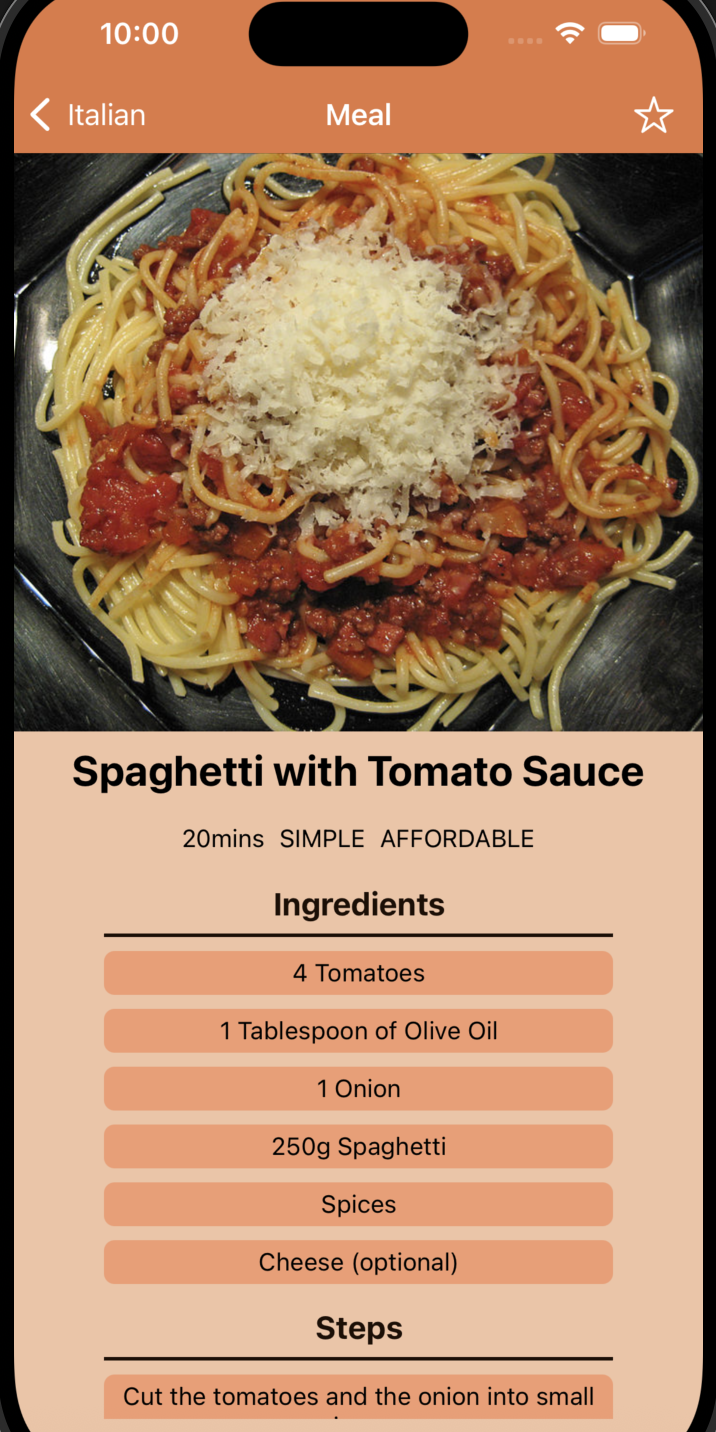 10:00
Italian
Meal
Spaghetti with Tomato Sauce
20mins SIMPLE AFFORDABLE
Ingredients
4 Tomatoes
1 Tablespoon of Olive Oil
1 Onion
250g Spaghetti
Spices
Cheese (optional)
Steps
Cut the tomatoes and the onion into small